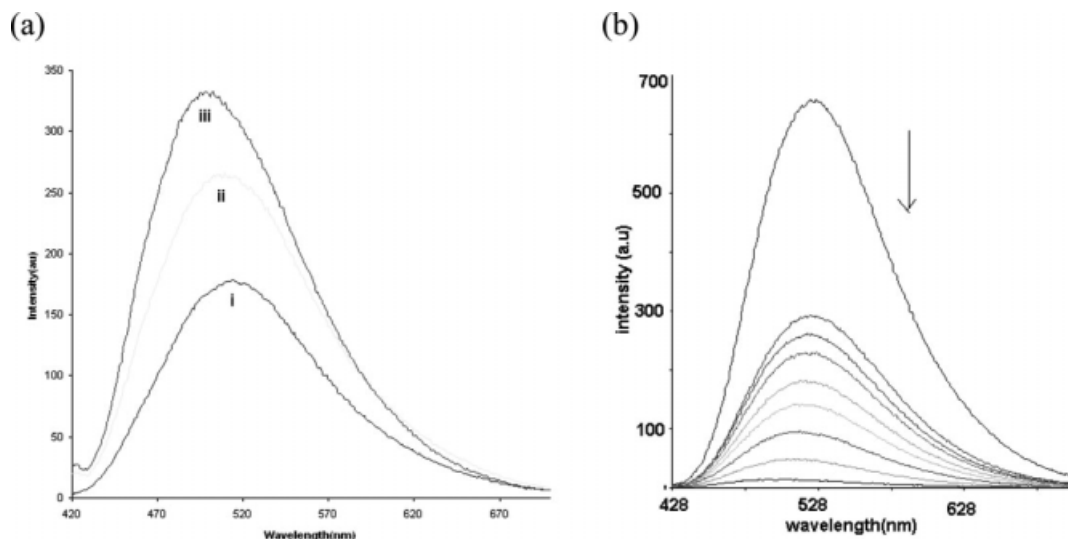 (a)
350
300
250
200
150
100
50
0
Intensity(au)
iii
ii
i
420 470 520 570 620 670
Wavelength(nm)
(b)
700
500
300
100
intensity (a.u)
428 528 628
wavelength(nm)